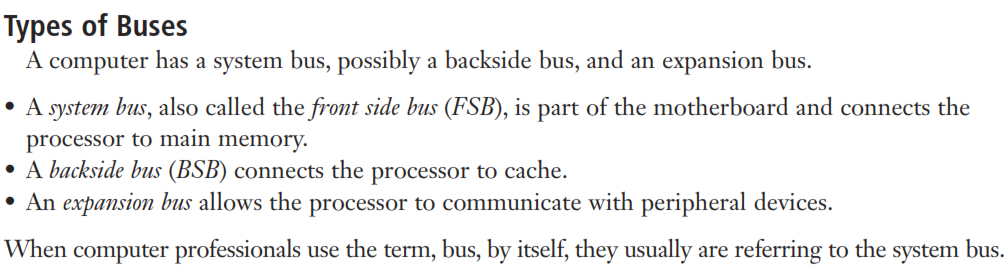 Types of Buses
A computer has a system bus, possibly a backside bus, and an expansion bus.
• A system bus, also called the front side bus (FSB), is part of the motherboard and connects the
processor to main memory.
• A backside bus (BSB) connects the processor to cache.
• An expansion bus allows the processor to communicate with peripheral devices.
When computer professionals use the term, bus, by itself, they usually are referring to the system bus.